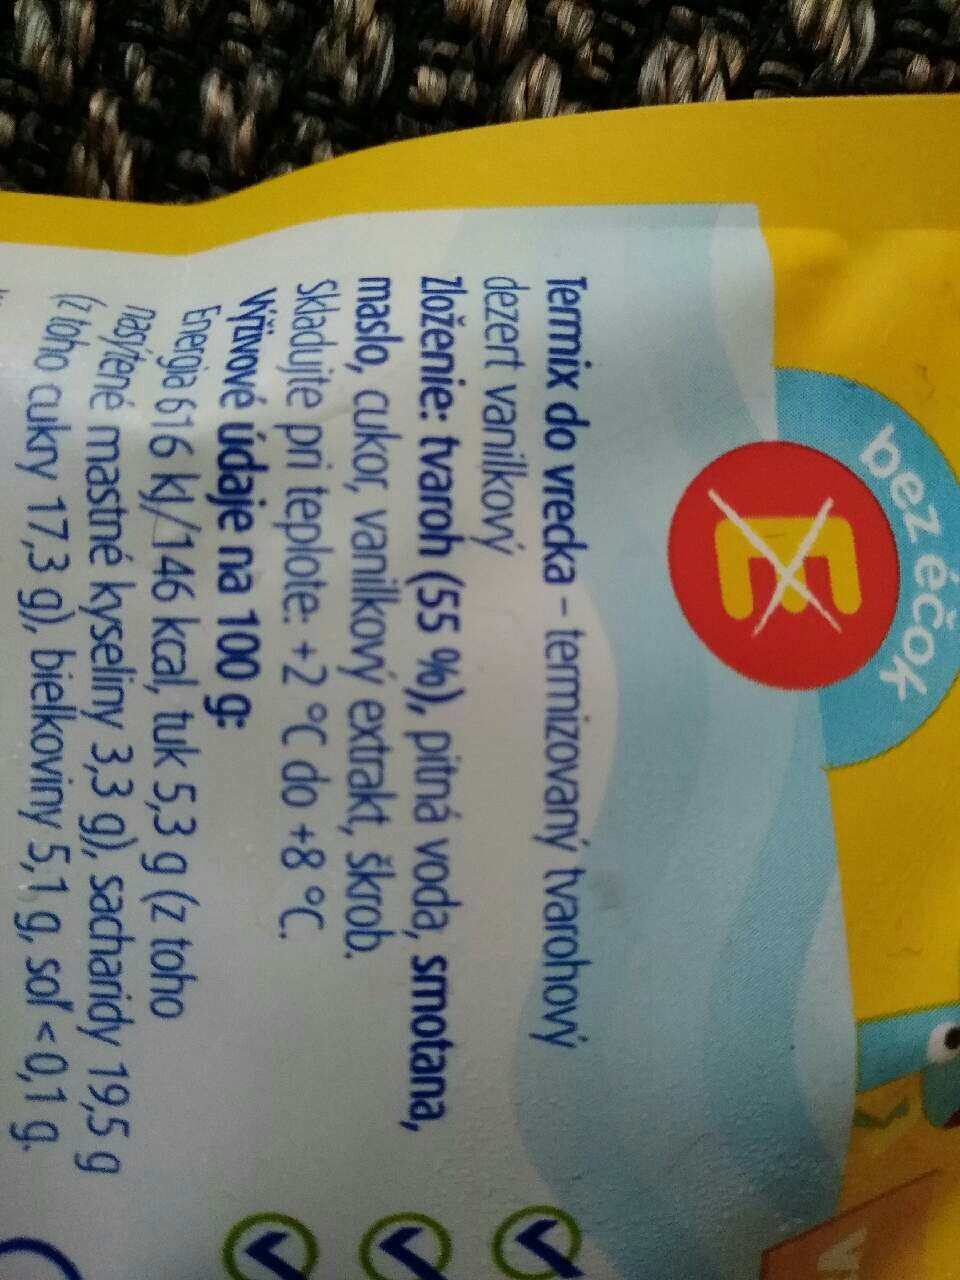 bez éčok
E
Termix do vrecka – termizovaný tvarohový
dezert vanilkový
zloženie: tvaroh (55 %), pitná voda, smotana,
maslo, cukor, vanilkový extrakt, škrob.
Skladujte pri teplote: +2 °C do +8 °C.
Výživové údaje na 100 g:
Energia 616 kJ/146 kcal, tuk 5,3 g (z toho
nasýtené mastné kyseliny 3,3 g), sacharidy 19,5 g
(z toho cukry 17,3 g), bielkoviny 5,1 g, soľ < 0,1 g.